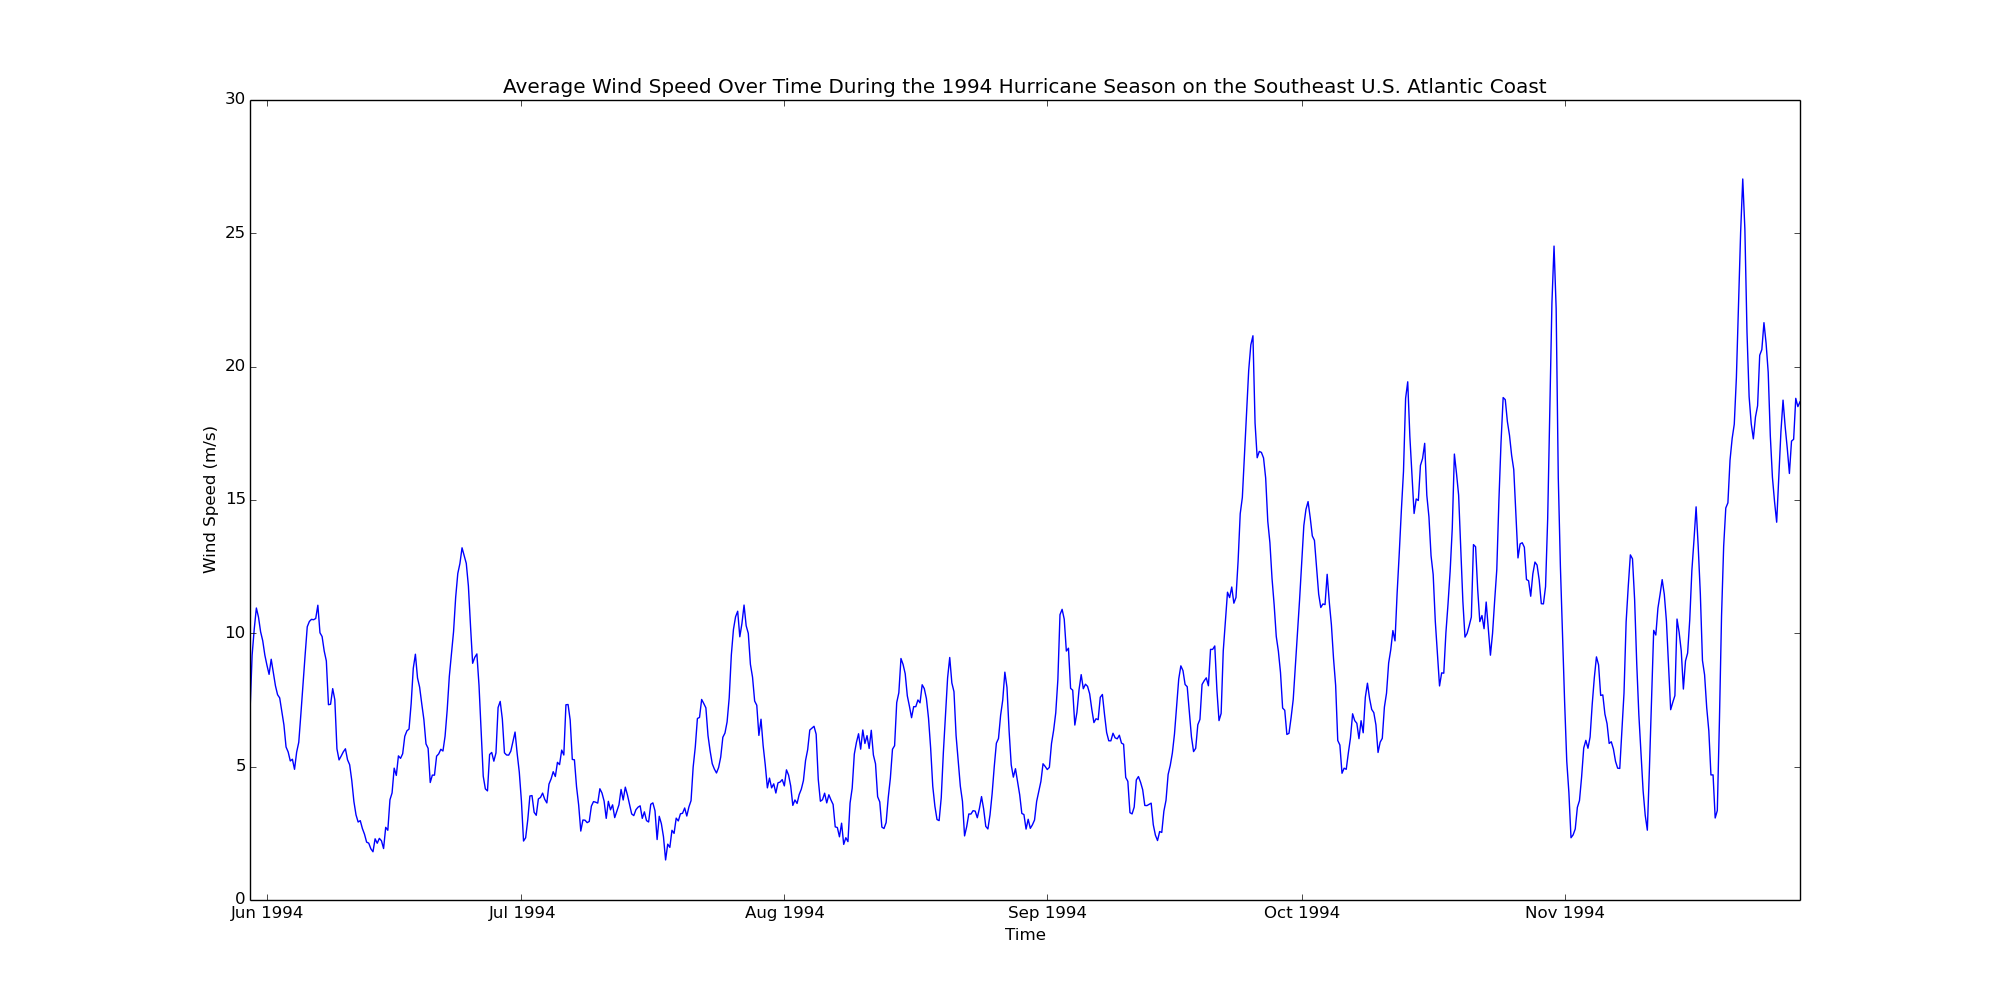 Average Wind Speed Over Time During the 1994 Hurricane Season on the Southeast U.S. Atlantic Coast
30
25
20
15
10
5
0
Wind Speed (m/s)
Jun 1994 Jul 1994 Aug 1994 Sep 1994 Oct 1994 Nov 1994
Time